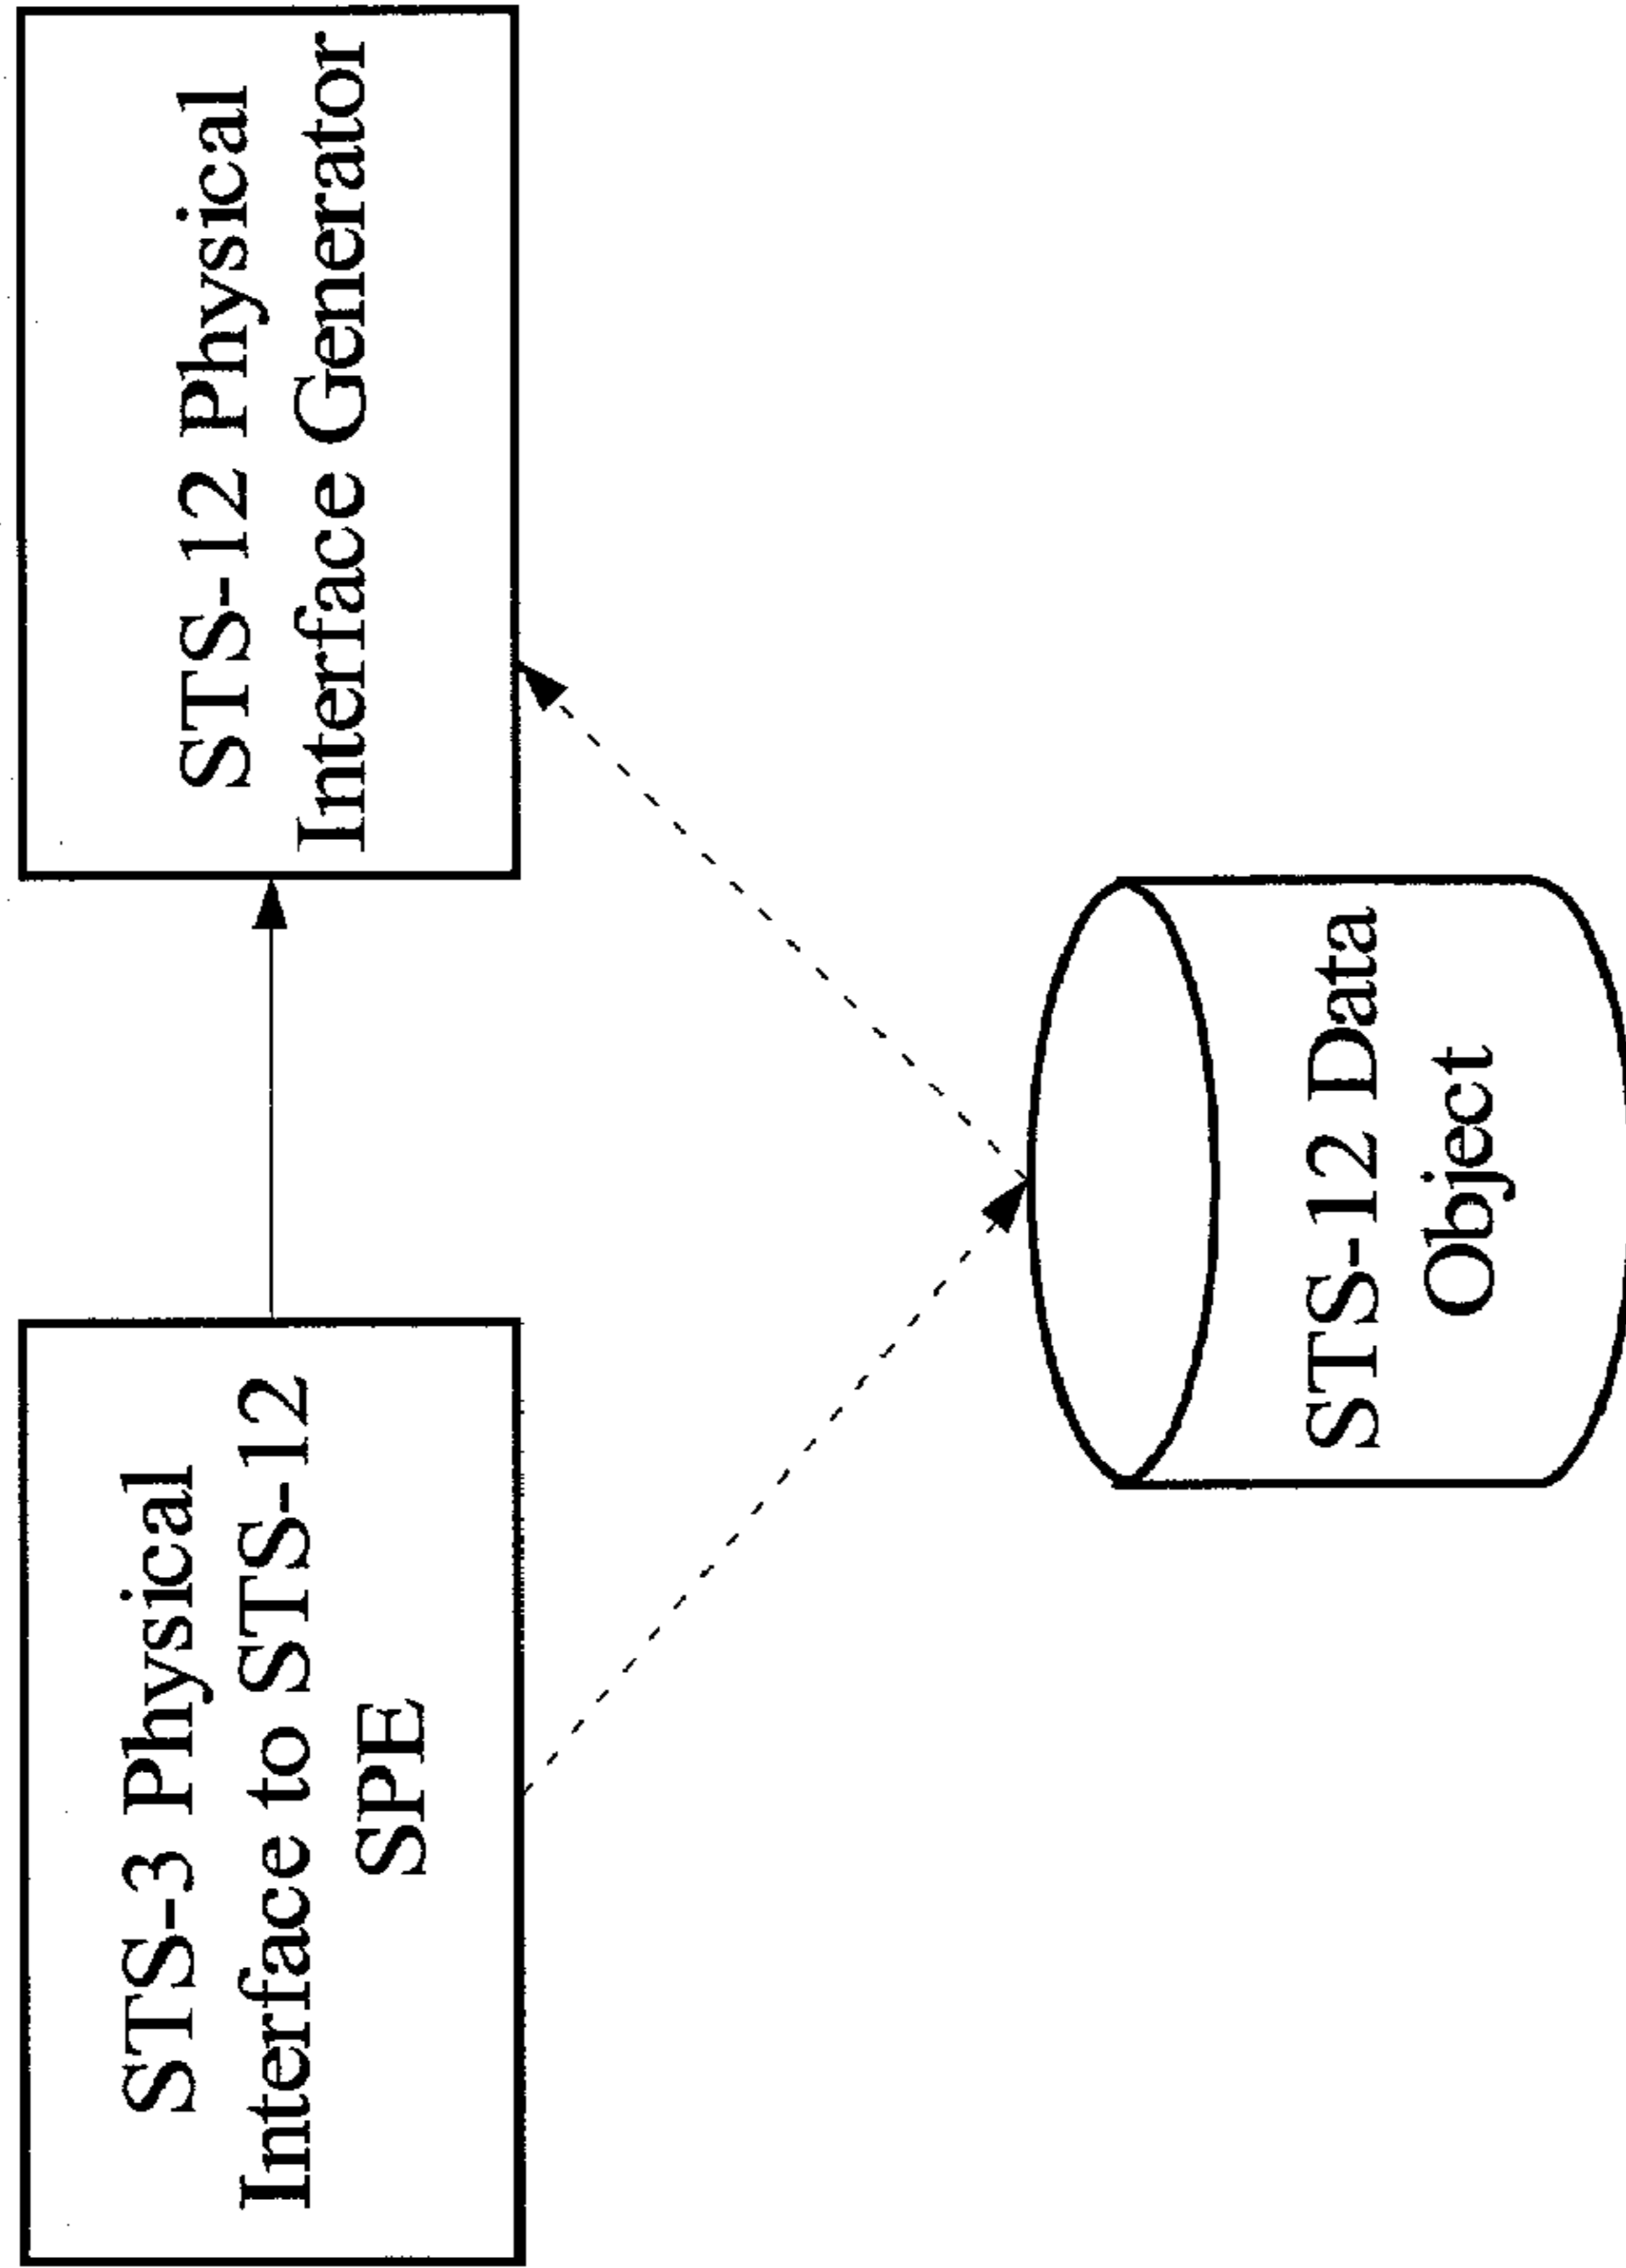 STS-3 Physical
Interface to STS-12
SPE
STS-12 Physical
Interface Generator
STS-12 Data
Object